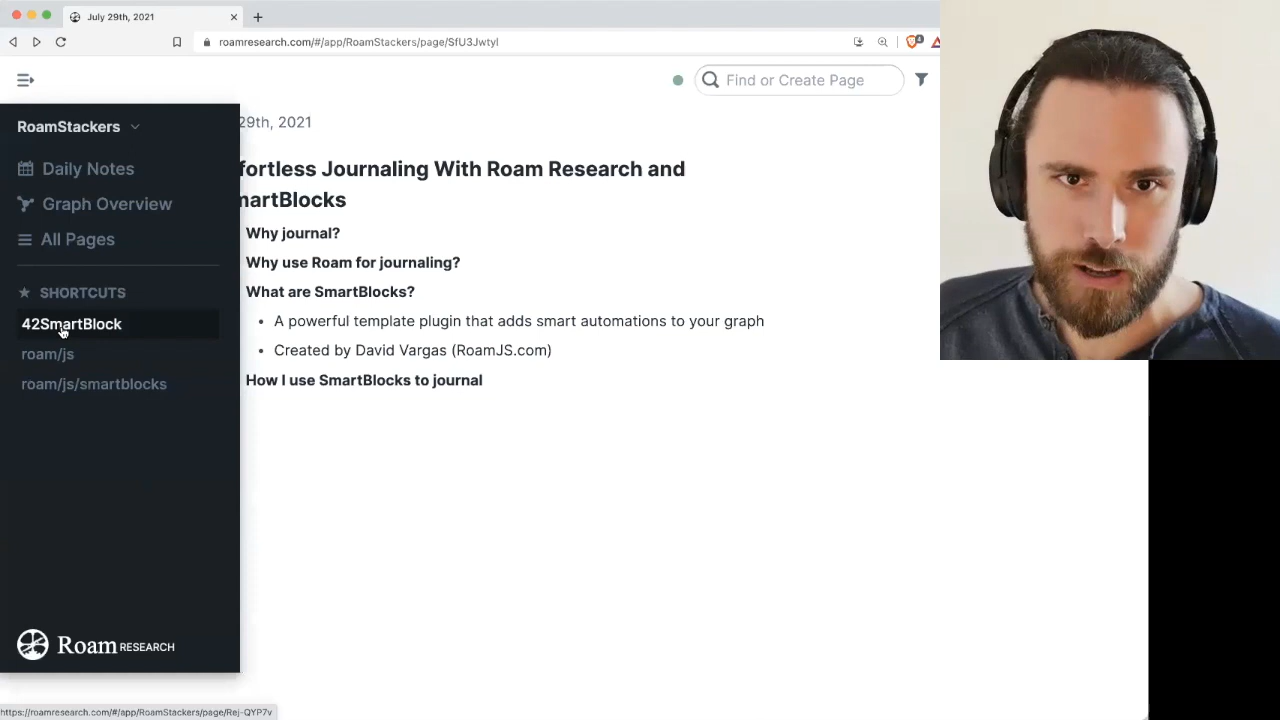 July 29th, 2021
roamresearch.com/#/app/RoamStackers/page/SfU3Jwtyl
Find or Create Page
RoamStackers
Daily Notes
Graph Overview
All Pages
SHORTCUTS
42SmartBlock
roam/js
roam/js/smartblocks
Roam RESEARCH
29th, 2021
fortless Journaling With Roam Research and
martBlocks
Why journal?
Why use Roam for journaling?
What are SmartBlocks?
A powerful template plugin that adds smart automations to your graph
Created by David Vargas (RoamJS.com)
How I use SmartBlocks to journal
https://roamresearch.com/#/app/RoamStackers/page/Rej-QYP7v